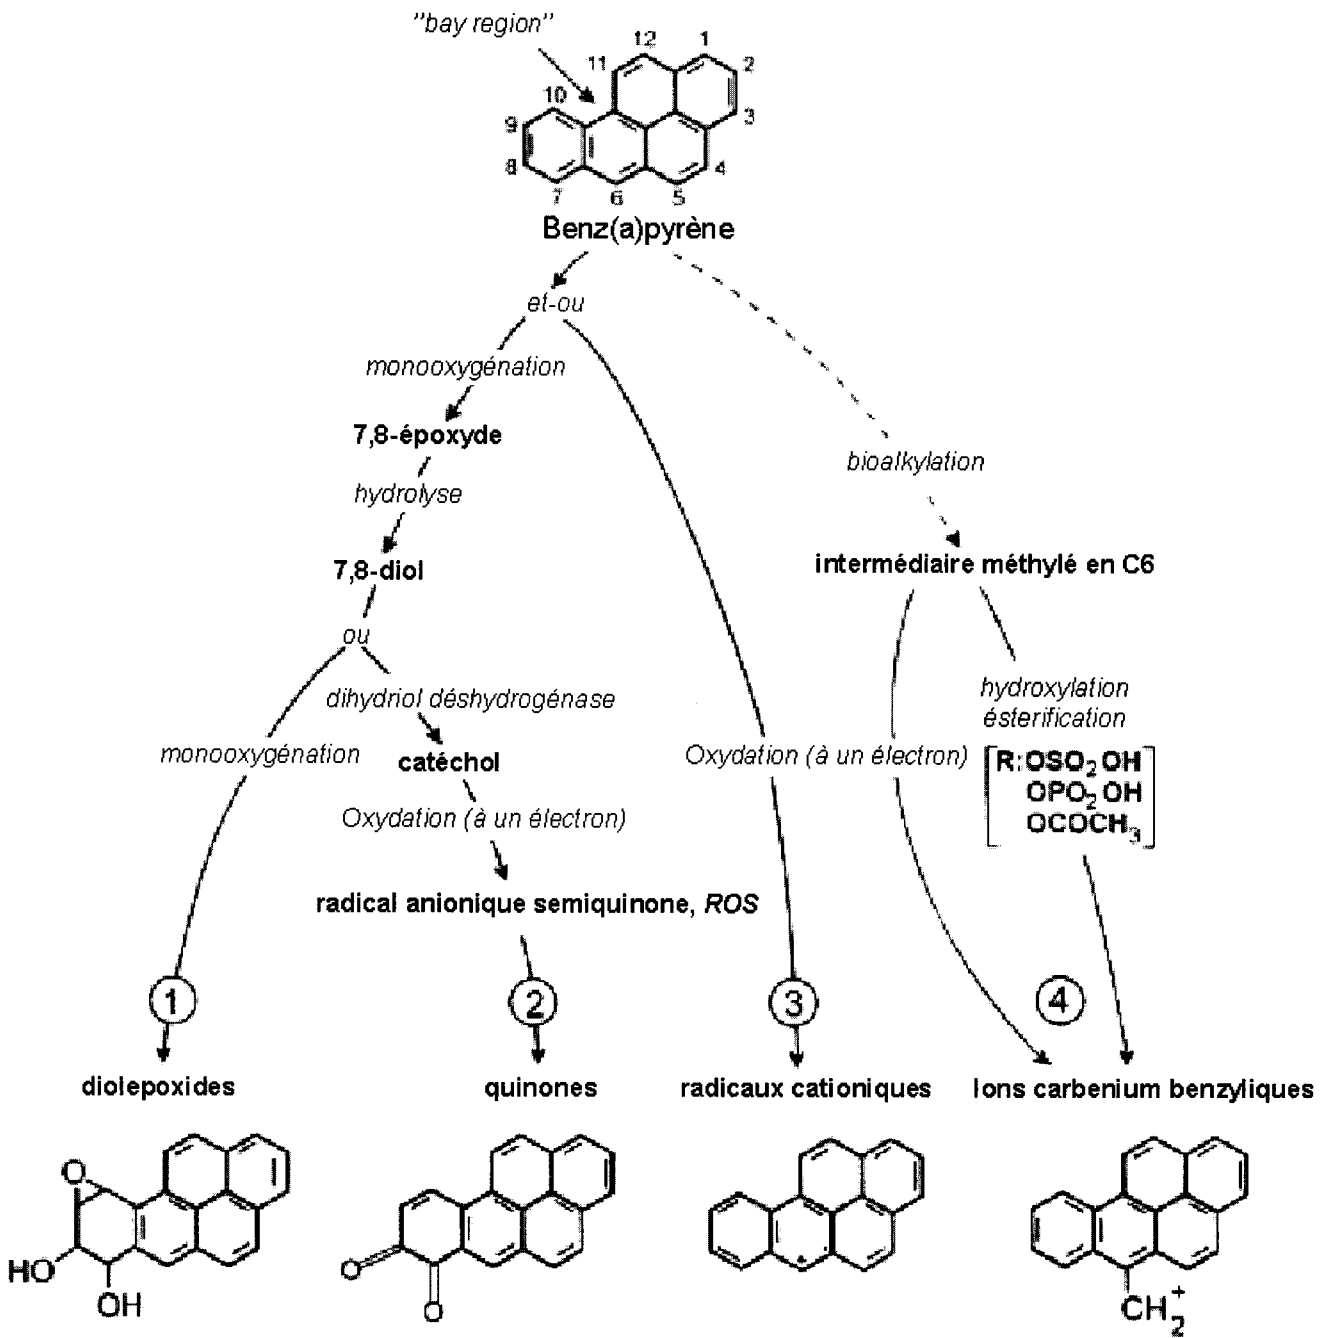 "bay region"
12
1
11
2
10
3
9
8
4
7
6
5
Benz(a)pyrène
et-ou
monooxygénation
7,8-époxyde
bioalkylation
hydrolyse
7,8-diol
intermédiaire méthylé en C6
ou
dihydriol déshydrogénase
hydroxylation
ésterification
monooxygénation
catéchol
Oxydation (à un électron)
R:OSO2OH
OPO2OH
OCOCH3
Oxydation (à un électron)
radical anionique semiquinone, ROS
1
2
3
4
diolepoxides
quinones
radicaux cationiques
Ions carbenium benzyliques
O
HO
OH
O
O
CH2+